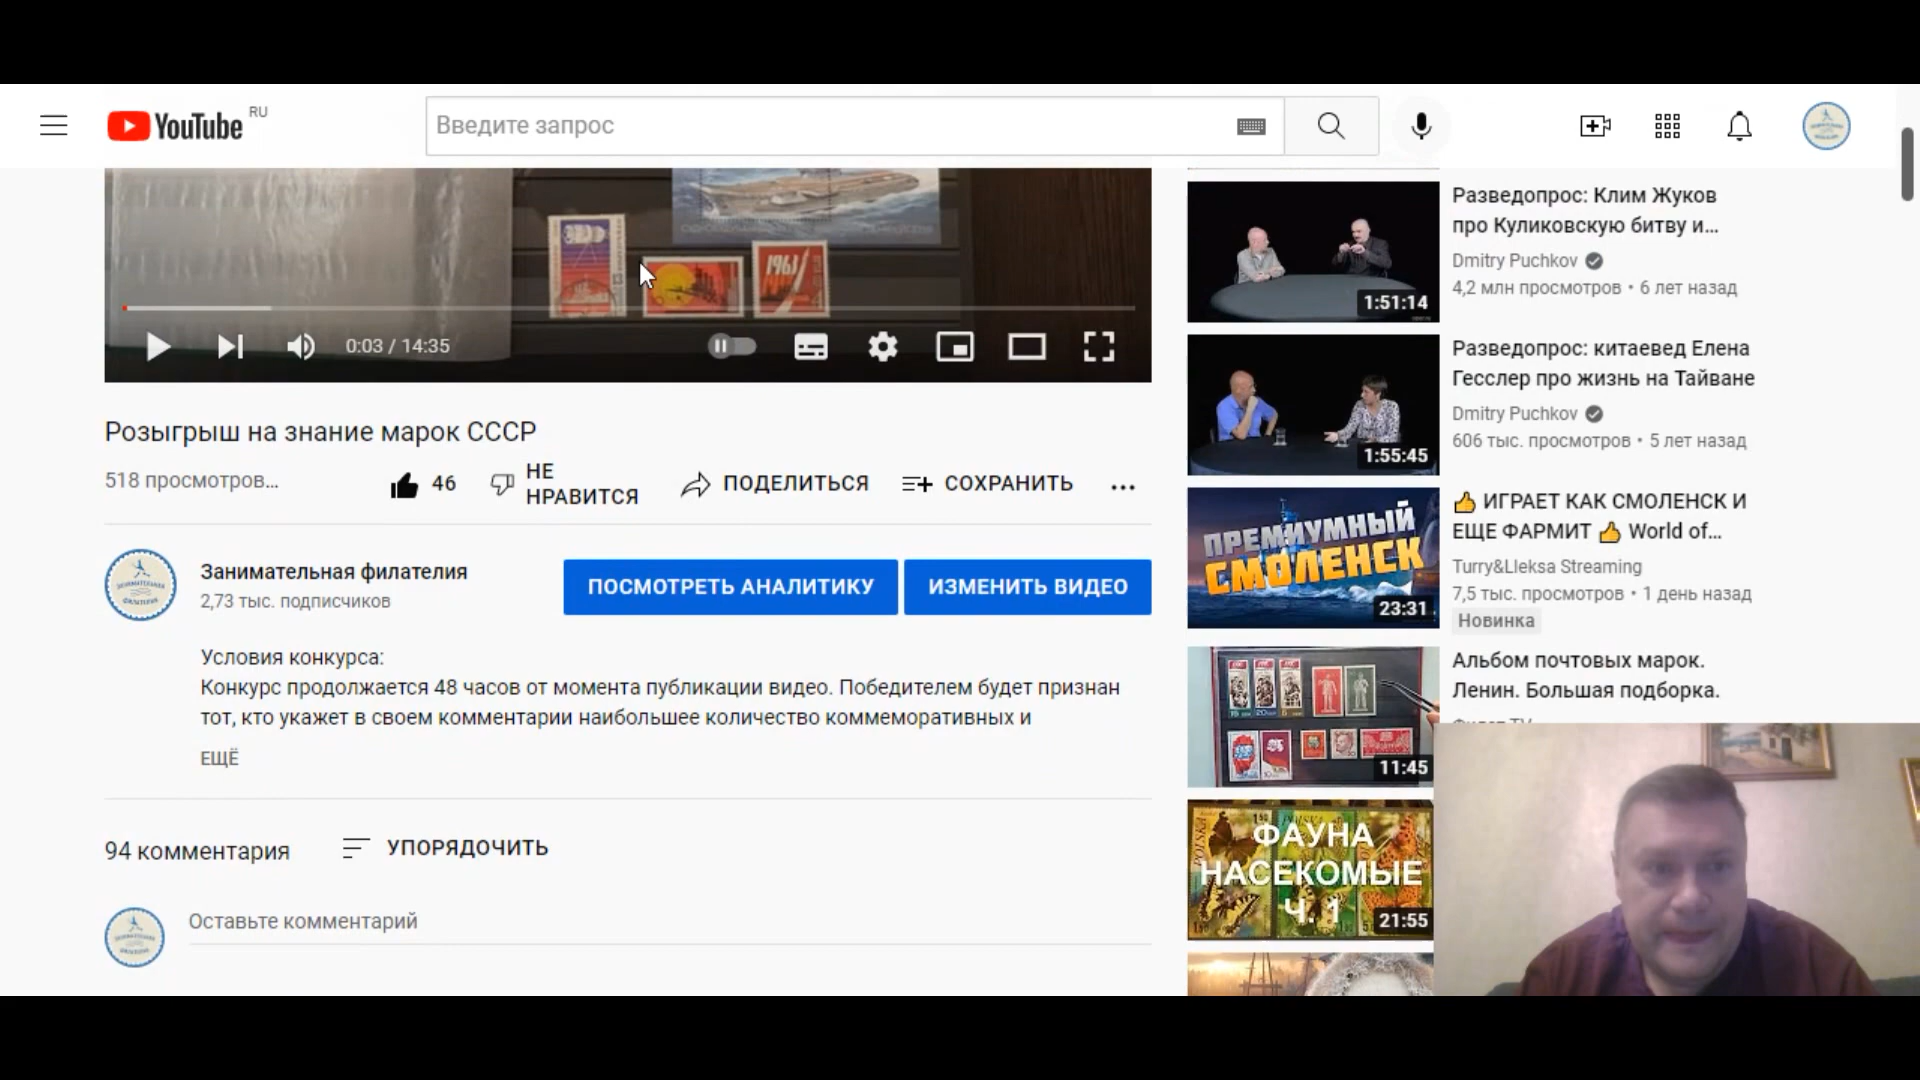 YouTube
RU
Введите запрос
1963
0:03 / 14:35
Розыгрыш на знание марок СССР
518 просмотров...
46
НЕ
НРАВИТСЯ
ПОДЕЛИТЬСЯ
СОХРАНИТЬ
Занимательная филателия
2,73 тыс. подписчиков
ПОСМОТРЕТЬ АНАЛИТИКУ
ИЗМЕНИТЬ ВИДЕО
Условия конкурса:
Конкурс продолжается 48 часов от момента публикации видео. Победителем будет признан
тот, кто укажет в своем комментарии наибольшее количество коммеморативных и
ЕЩЁ
94 комментария
УПОРЯДОЧИТЬ
Оставьте комментарий
1:51:14
Разведопрос: Клим Жуков
про Куликовскую битву и...
Dmitry Puchkov
4,2 млн просмотров • 6 лет назад
1:55:45
Разведопрос: китаевед Елена
Гесслер про жизнь на Тайване
Dmitry Puchkov
606 тыс. просмотров • 5 лет назад
ПРЕМИУМНЫЙ
СМОЛЕНСК
23:31
👍 ИГРАЕТ КАК СМОЛЕНСК И
ЕЩЕ ФАРМИТ 👍 World of...
Turry&Lleksa Streaming
7,5 тыс. просмотров • 1 день назад
Новинка
11:45
Альбом почтовых марок.
Ленин. Большая подборка.
ФАУНА
НАСЕКОМЫЕ
Ч. 1
21:55